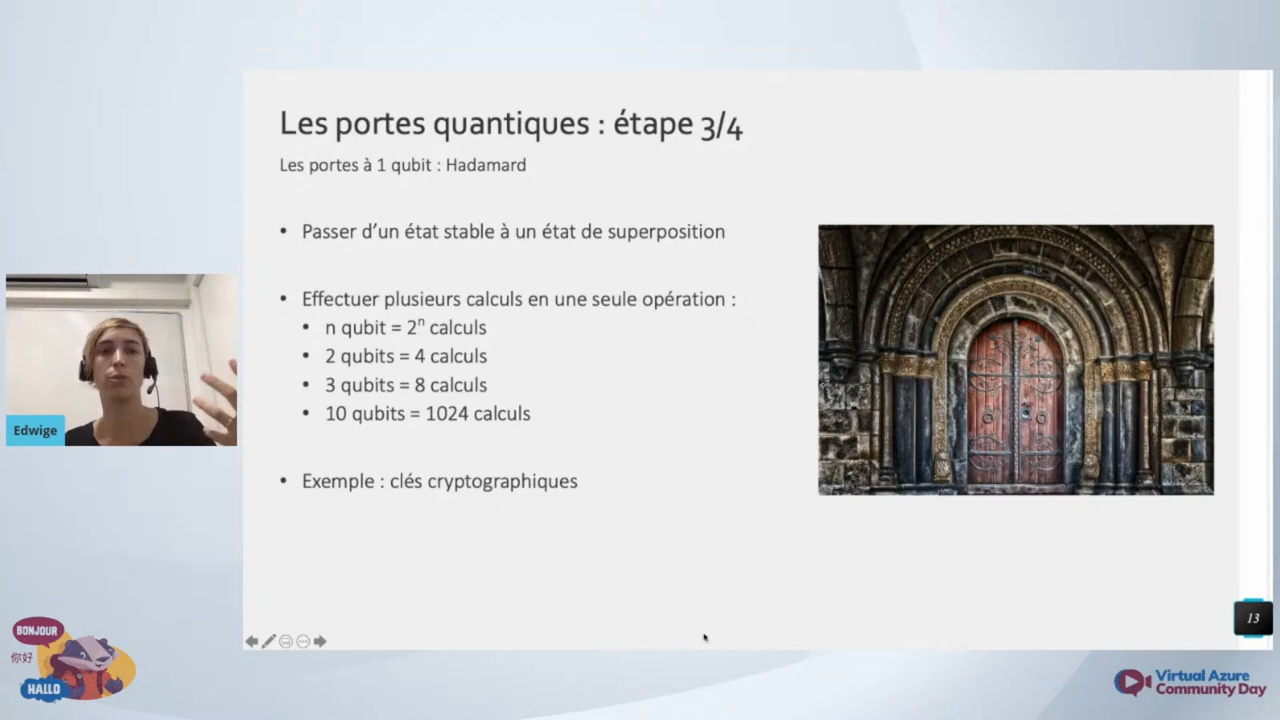 Les portes quantiques : étape 3/4
Les portes à 1 qubit : Hadamard
• Passer d’un état stable à un état de superposition
• Effectuer plusieurs calculs en une seule opération :
• n qubit = 2ⁿ calculs
• 2 qubits = 4 calculs
• 3 qubits = 8 calculs
• 10 qubits = 1024 calculs
• Exemple : clés cryptographiques
Edwige
13
BONJOUR
你好
HALLO
Virtual Azure
Community Day